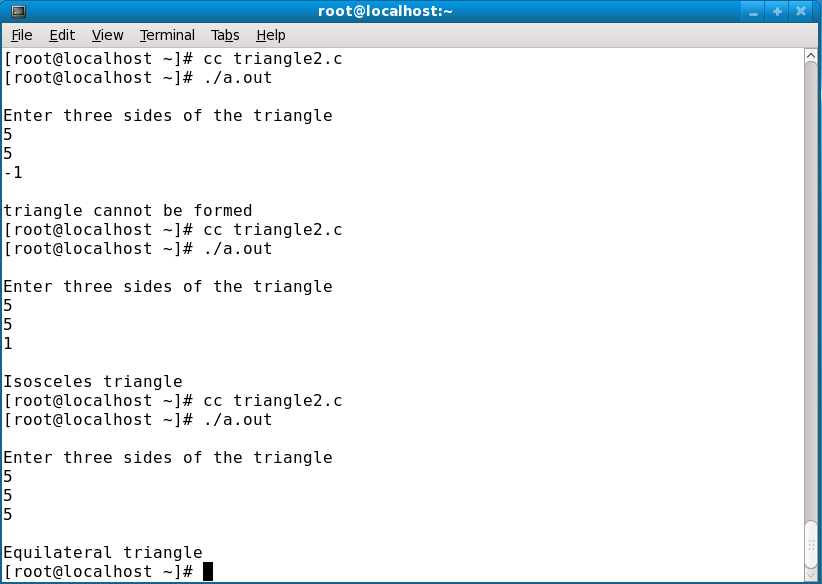 root@localhost:~
File Edit View Terminal Tabs Help
[root@localhost ~]# cc triangle2.c
[root@localhost ~]# ./a.out
Enter three sides of the triangle
5
5
-1
triangle cannot be formed
[root@localhost ~]# cc triangle2.c
[root@localhost ~]# ./a.out
Enter three sides of the triangle
5
5
1
Isosceles triangle
[root@localhost ~]# cc triangle2.c
[root@localhost ~]# ./a.out
Enter three sides of the triangle
5
5
5
Equilateral triangle
[root@localhost ~]#